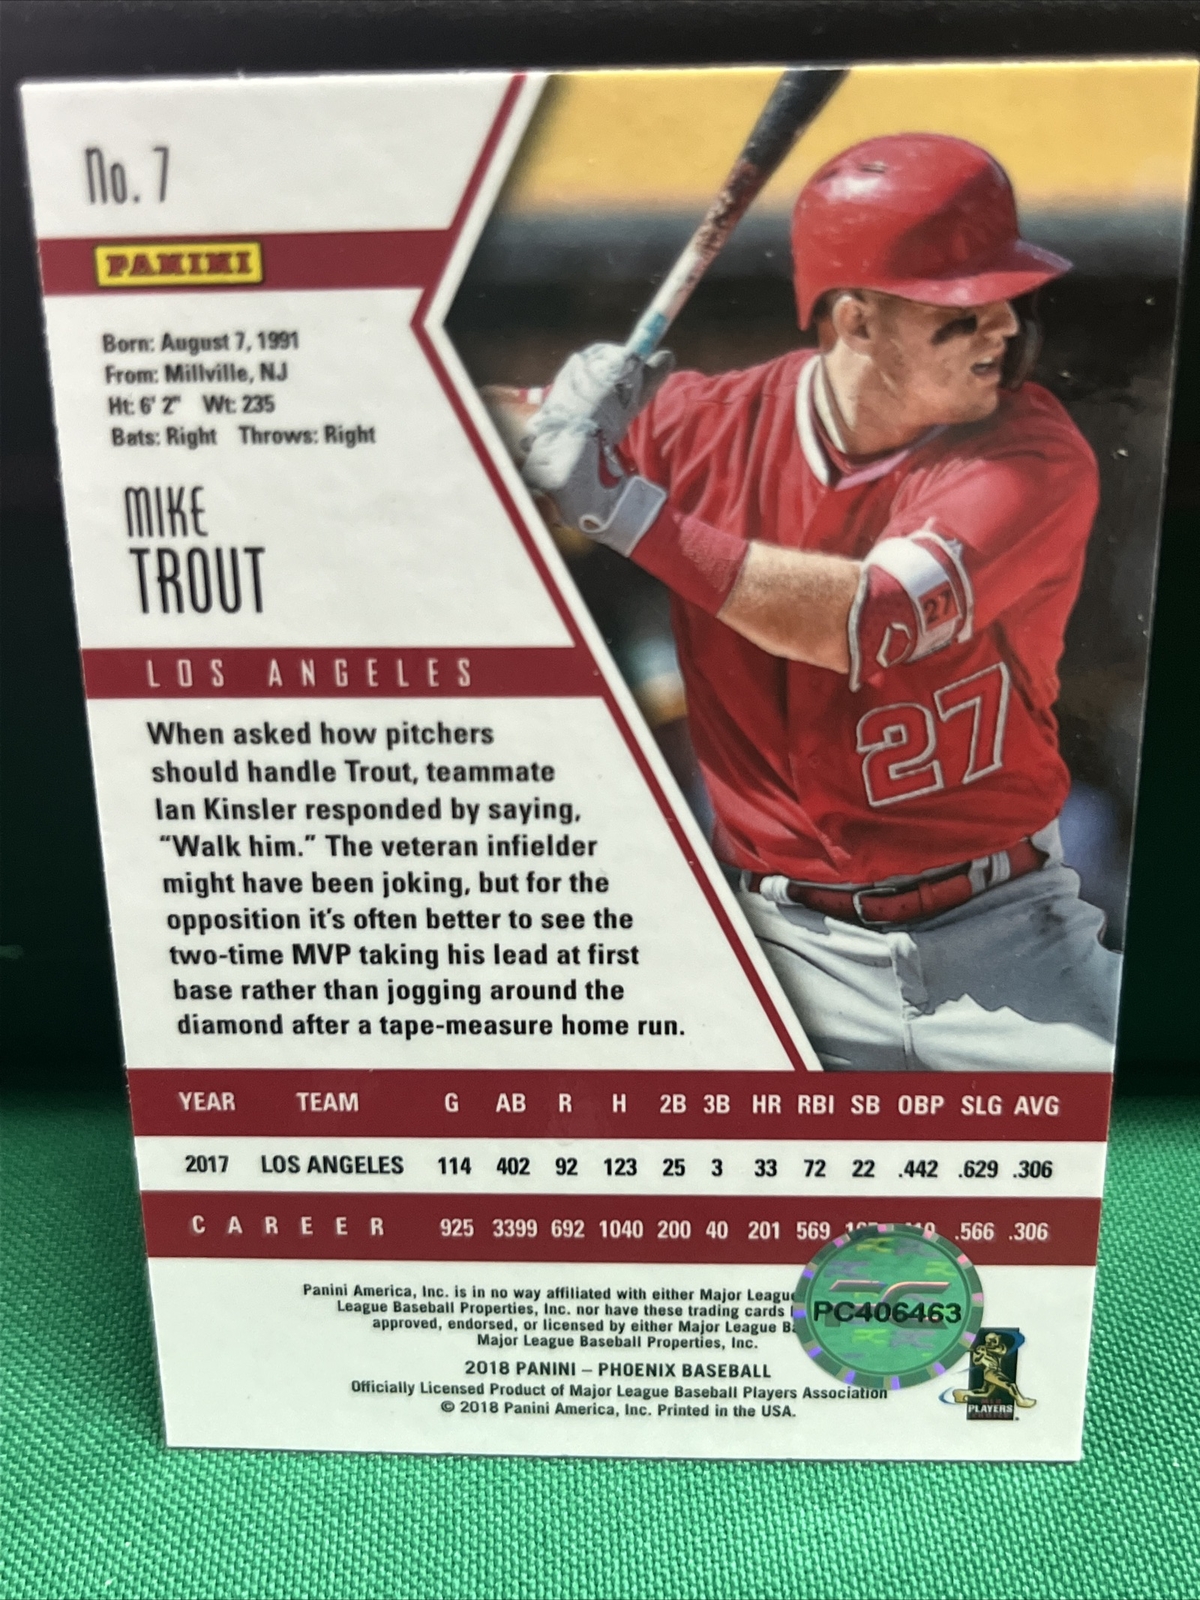 No. 7
PANINI
Born: August 7, 1991
From: Millville, NJ
Ht: 6' 2" Wt: 235
Bats: Right Throws: Right
MIKE
TROUT
LOS ANGELES
When asked how pitchers
should handle Trout, teammate
Ian Kinsler responded by saying,
“Walk him.” The veteran infielder
might have been joking, but for the
opposition it's often better to see the
two-time MVP taking his lead at first
base rather than jogging around the
diamond after a tape-measure home run.
27
27
YEAR TEAM G AB R H 2B 3B HR RBI SB OBP SLG AVG
2017 LOS ANGELES 114 402 92 123 25 3 33 72 22 .442 .629 .306
CAREER 925 3399 692 1040 200 40 201 569 .566 .306
Panini America, Inc. is in no way affiliated with either Major League
League Baseball Properties, Inc. nor have these trading cards
approved, endorsed, or licensed by either Major League
Major League Baseball Properties, Inc.
2018 PANINI – PHOENIX BASEBALL
Officially Licensed Product of Major League Baseball Players Association
© 2018 Panini America, Inc. Printed in the USA.
PC406463
PLAYERS